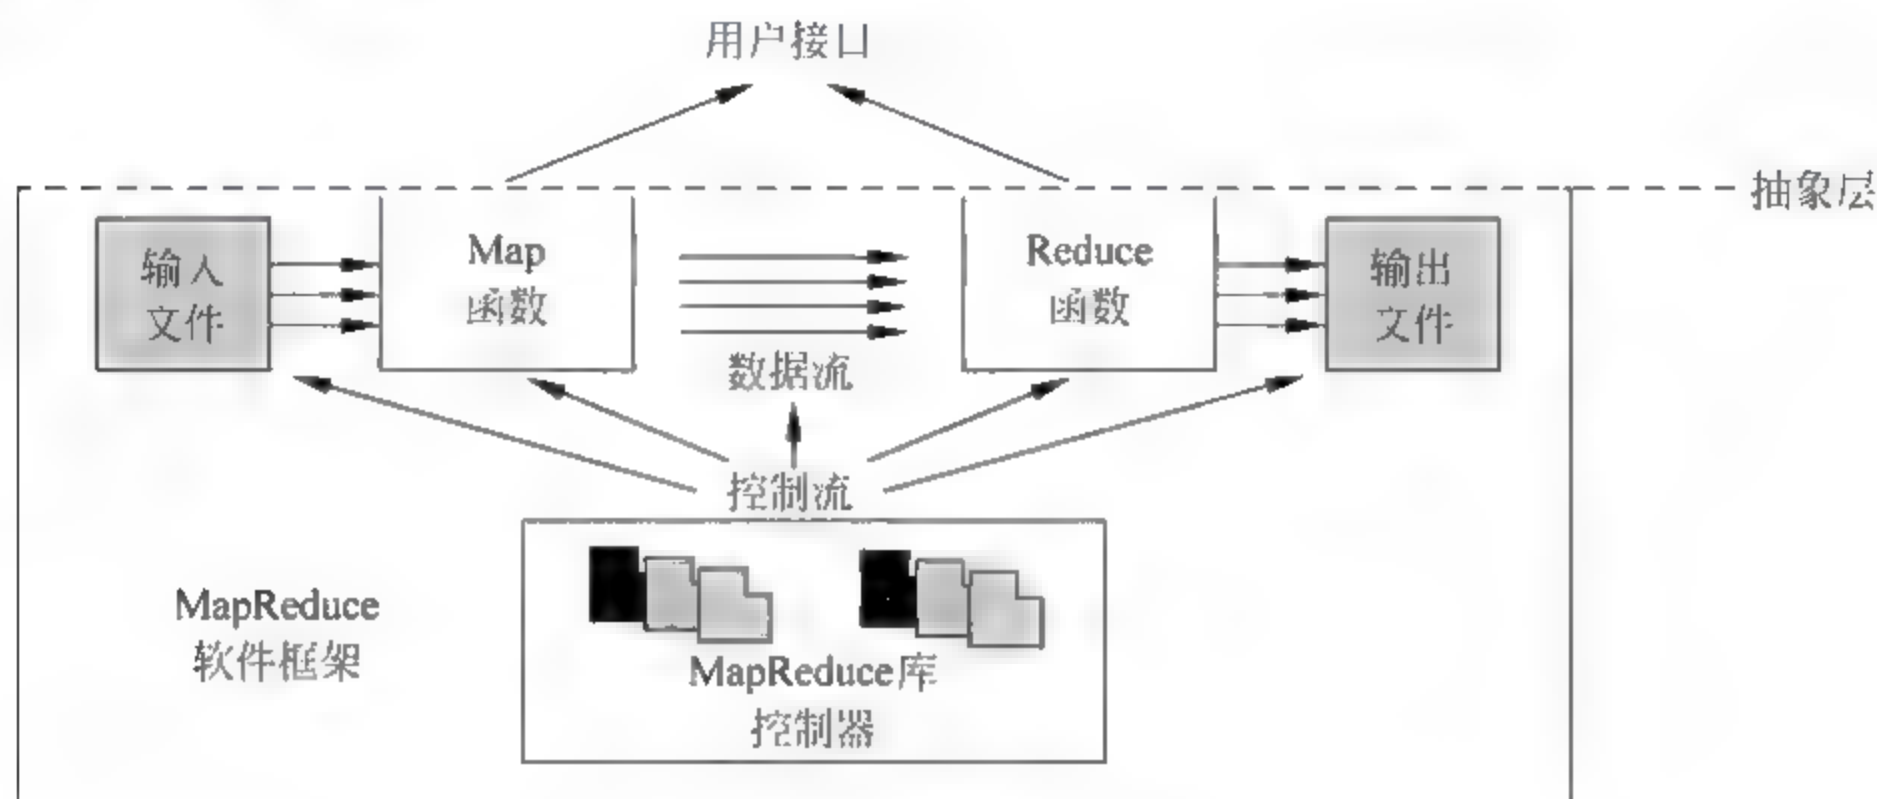 用户接口
抽象层
输入
文件
Map
函数
数据流
Reduce
函数
输出
文件
控制流
MapReduce
软件框架
MapReduce库
控制器